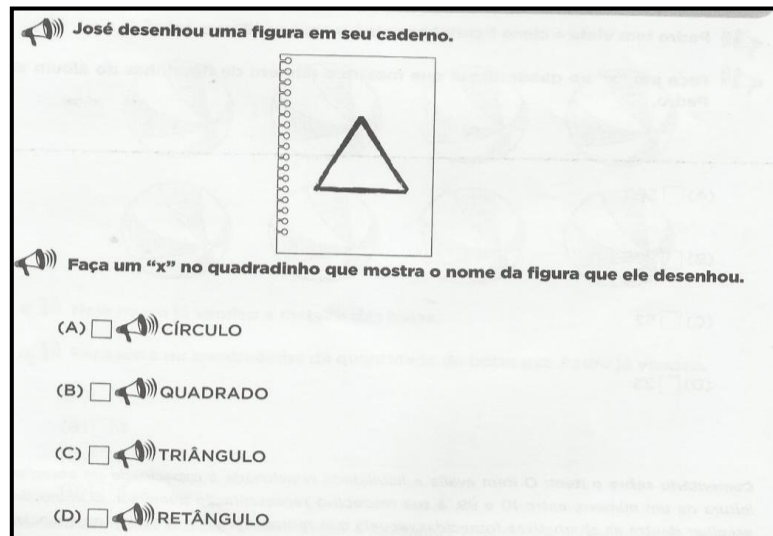 José desenhou uma figura em seu caderno.
Faça um “x” no quadradinho que mostra o nome da figura que ele desenhou.
(A) CÍRCULO
(B) QUADRADO
(C) TRIÂNGULO
(D) RETÂNGULO